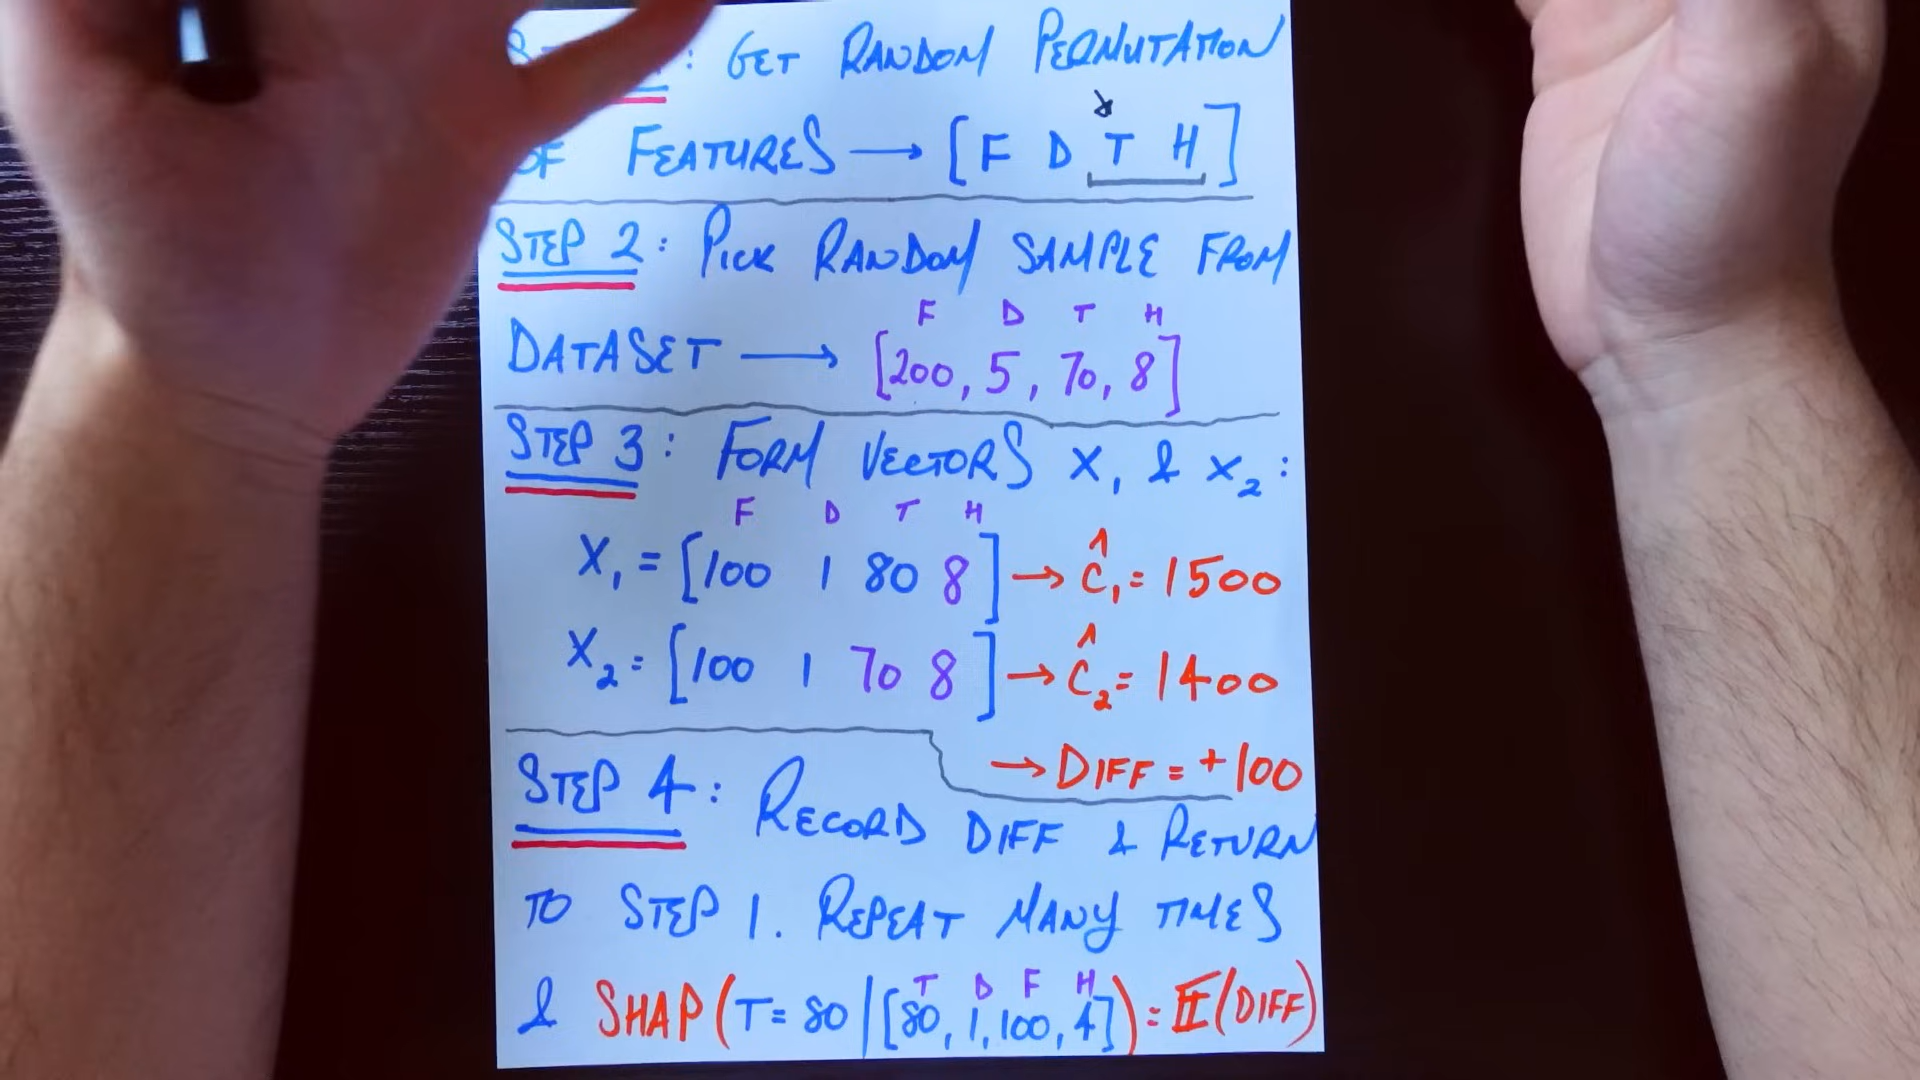 : GET RANDOM PERMUTATION
OF FEATURES → [F D T H]
STEP 2: PICK RANDOM SAMPLE FROM
F D T H
DATASET → [200, 5, 70, 8]
STEP 3: FORM VECTORS X₁ & X₂:
F D T H
X₁ = [100 1 80 8] → Ĉ₁ = 1500
X₂ = [100 1 70 8] → Ĉ₂ = 1400
→ DIFF = +100
STEP 4: RECORD DIFF & RETURN
TO STEP 1. REPEAT MANY TIMES
T D F H
& SHAP(T = 80 | [80, 1, 100, 4]) = E(DIFF)